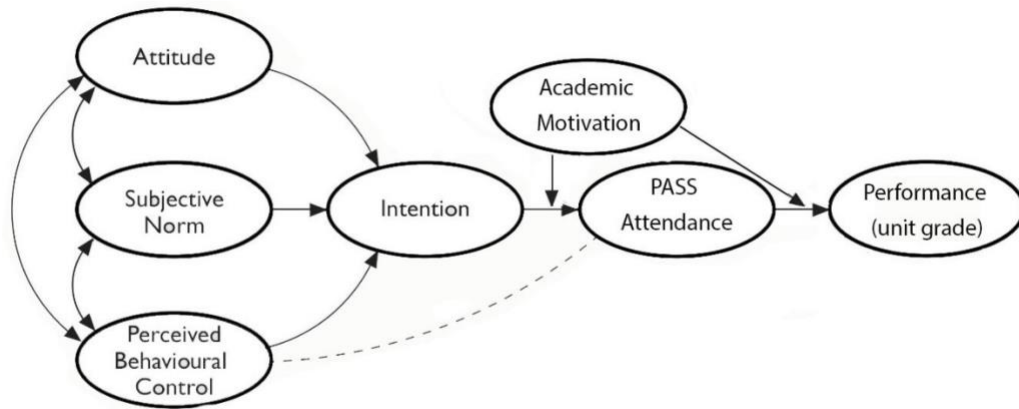 Attitude
Subjective
Norm
Perceived
Behavioural
Control
Intention
Academic
Motivation
PASS
Attendance
Performance
(unit grade)